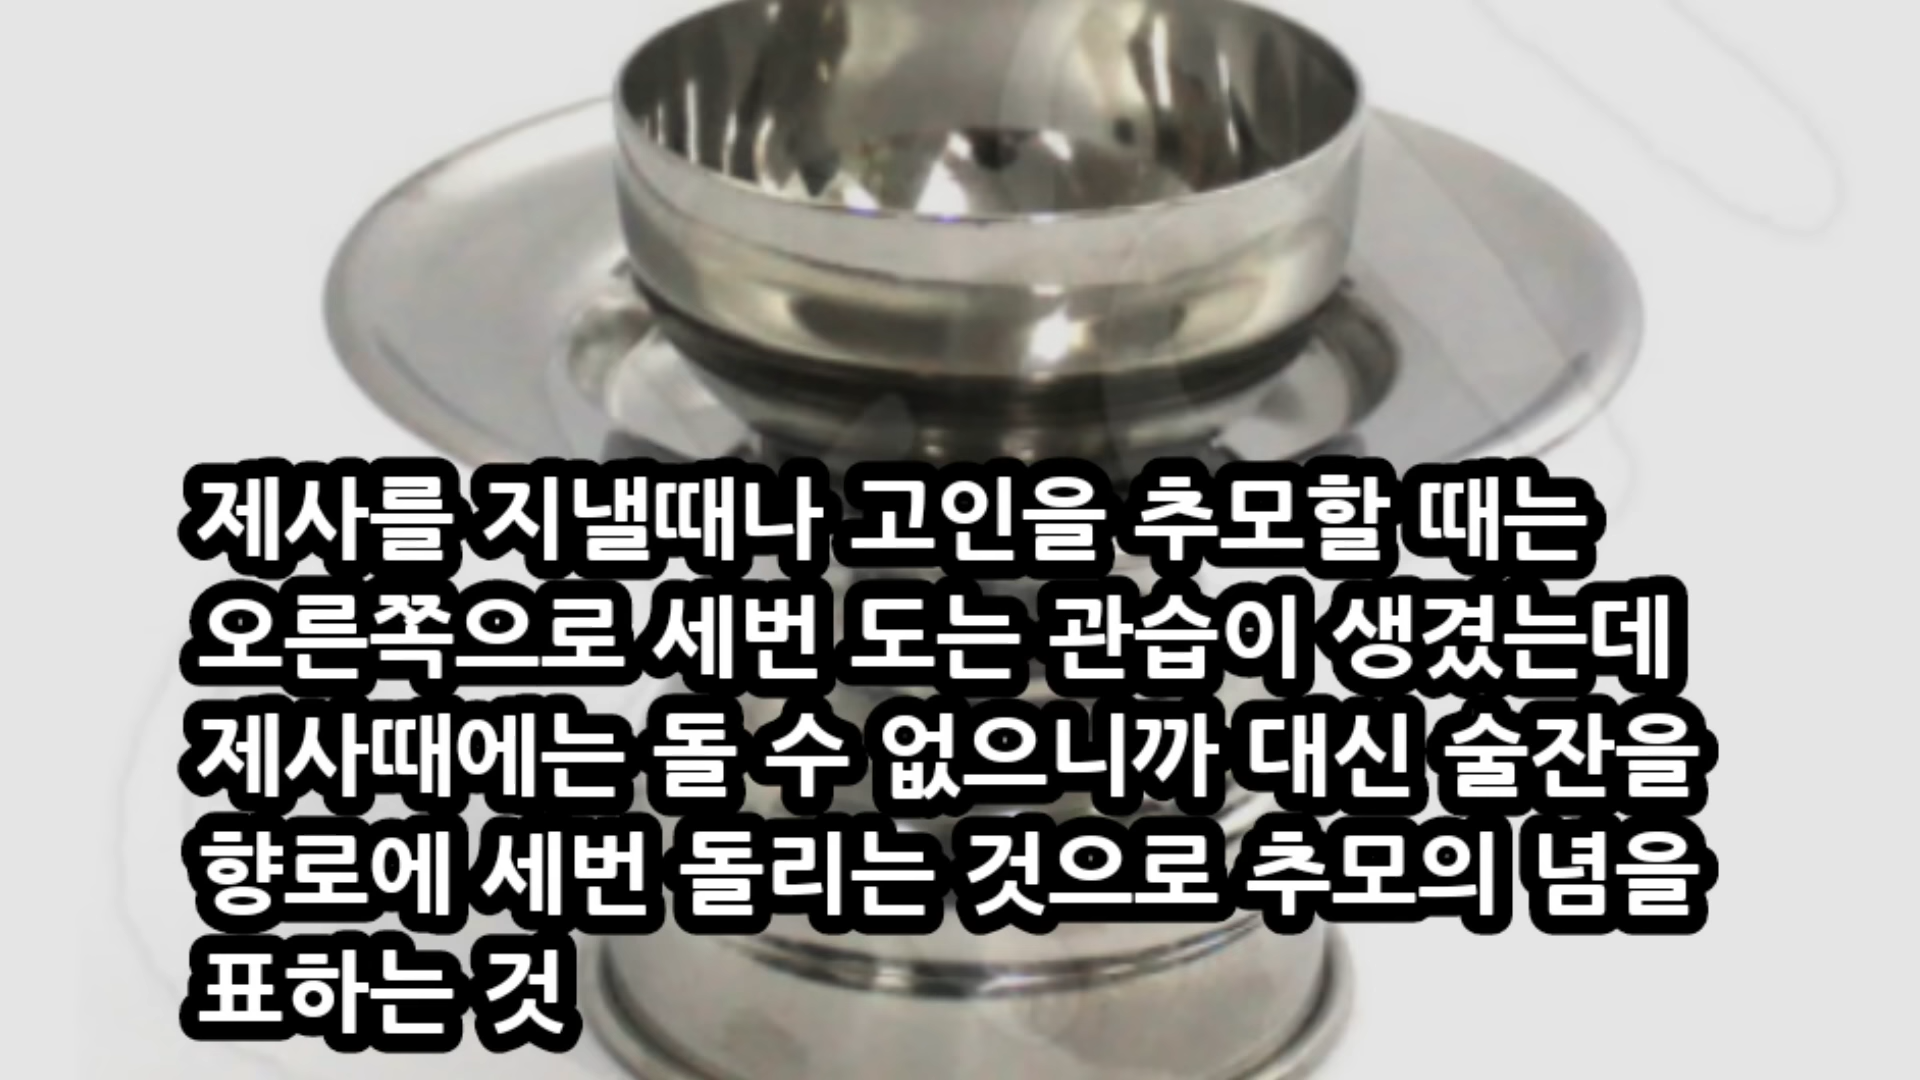 제사를 지낼때나 고인을 추모할 때는
오른쪽으로 세번 도는 관습이 생겼는데
제사때에는 돌 수 없으니까 대신 술잔을
향로에 세번 돌리는 것으로 추모의 념을
표하는 것